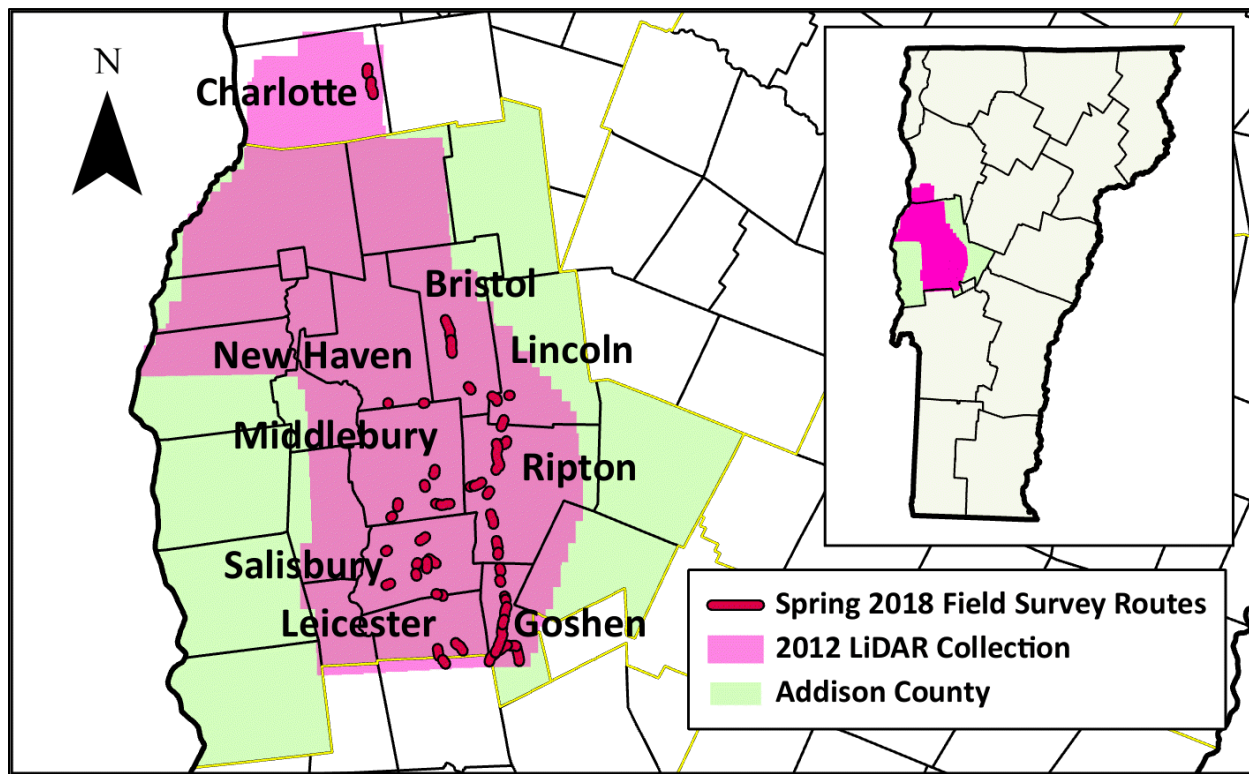 N
Charlotte
Bristol
New Haven
Lincoln
Middlebury
Ripton
Salisbury
Leicester
Goshen
Spring 2018 Field Survey Routes
2012 LiDAR Collection
Addison County